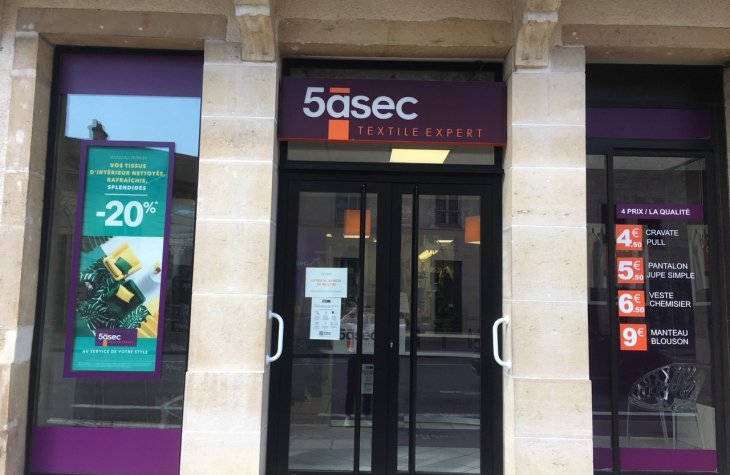 5àsec
TEXTILE EXPERT
VOS TISSUS
D'INTÉRIEUR NETTOYÉS,
RAFRAÎCHIS,
SPLENDIDES
-20%*
5àsec
AU SERVICE DE VOTRE STYLE
5àsec
4 PRIX / LA QUALITÉ
4€50 CRAVATE
PULL
5€50 PANTALON
JUPE SIMPLE
6€50 VESTE
CHEMISIER
9€ MANTEAU
BLOUSON